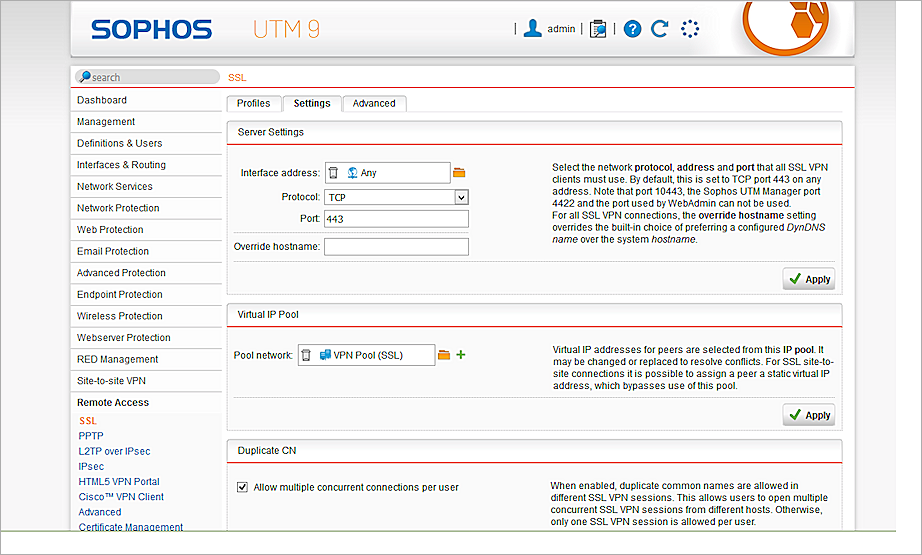 SOPHOS UTM 9
| admin | | ?
search
SSL
Dashboard
Management
Definitions & Users
Interfaces & Routing
Network Services
Network Protection
Web Protection
Email Protection
Advanced Protection
Endpoint Protection
Wireless Protection
Webserver Protection
RED Management
Site-to-site VPN
Remote Access
SSL
PPTP
L2TP over IPsec
IPsec
HTML5 VPN Portal
Cisco™ VPN Client
Advanced
Certificate Management
Profiles Settings Advanced
Server Settings
Interface address: Any
Protocol: TCP
Port: 443
Override hostname:
Select the network protocol, address and port that all SSL VPN
clients must use. By default, this is set to TCP port 443 on any
address. Note that port 10443, the Sophos UTM Manager port
4422 and the port used by WebAdmin can not be used.
For all SSL VPN connections, the override hostname setting
overrides the built-in choice of preferring a configured DynDNS
name over the system hostname.
Apply
Virtual IP Pool
Pool network: VPN Pool (SSL)
Virtual IP addresses for peers are selected from this IP pool. It
may be changed or replaced to resolve conflicts. For SSL site-to-
site connections it is possible to assign a peer a static virtual IP
address, which bypasses use of this pool.
Apply
Duplicate CN
Allow multiple concurrent connections per user
When enabled, duplicate common names are allowed in
different SSL VPN sessions. This allows users to open multiple
concurrent SSL VPN sessions from different hosts. Otherwise,
only one SSL VPN session is allowed per user.